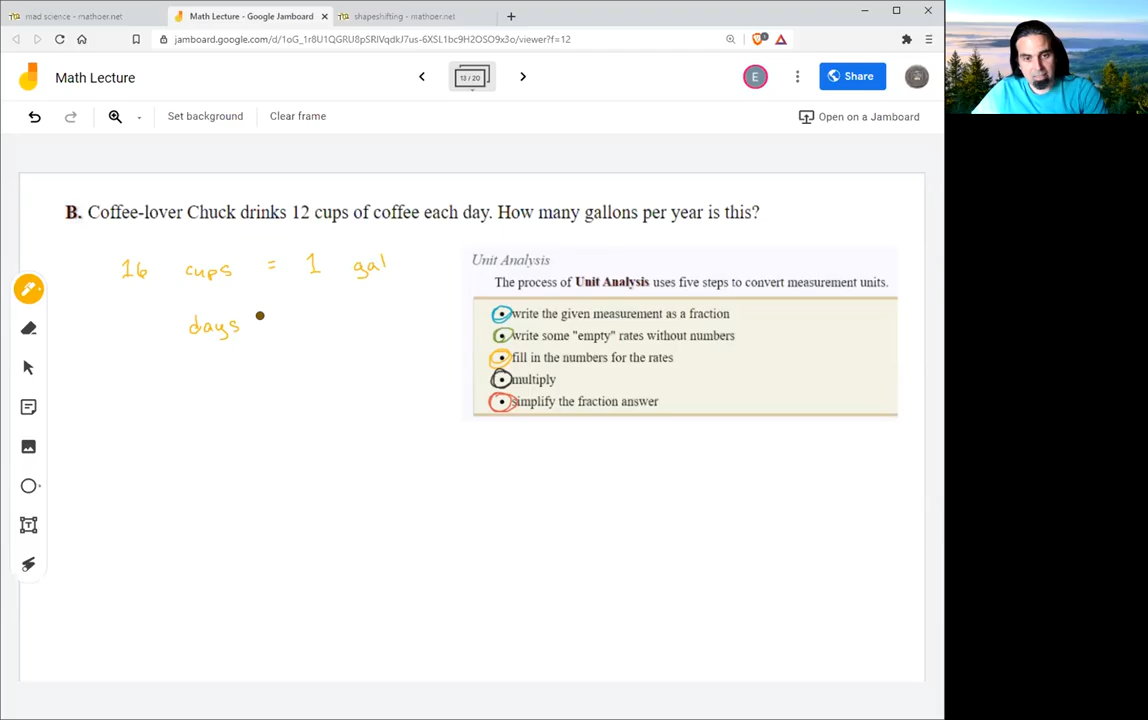 mad science - mathoer.net
Math Lecture - Google Jamboard
shapeshifting - mathoer.net
jamboard.google.com/d/1oG_1r8U1QGRU8pSRIVqdkJ7us-6XSL1bc9H2OSO9x3o/viewer?f=12
Math Lecture
13 / 20
E
Share
Set background
Clear frame
Open on a Jamboard
B. Coffee-lover Chuck drinks 12 cups of coffee each day. How many gallons per year is this?
16 cups = 1 gal
days
Unit Analysis
The process of Unit Analysis uses five steps to convert measurement units.
write the given measurement as a fraction
write some "empty" rates without numbers
fill in the numbers for the rates
multiply
simplify the fraction answer